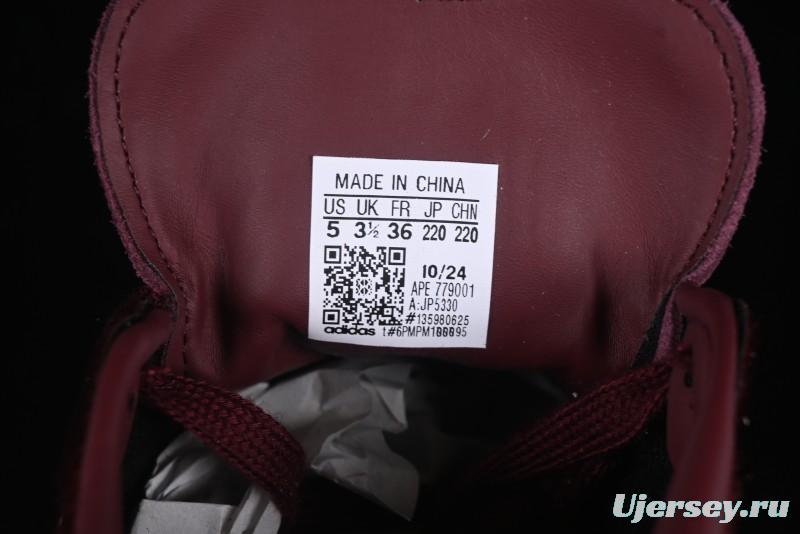 MADE IN CHINA
US UK FR JP CHN
5 3½ 36 220 220
10/24
APE 779001
A:JP5330
#135980625
adidas
Ujersey.ru